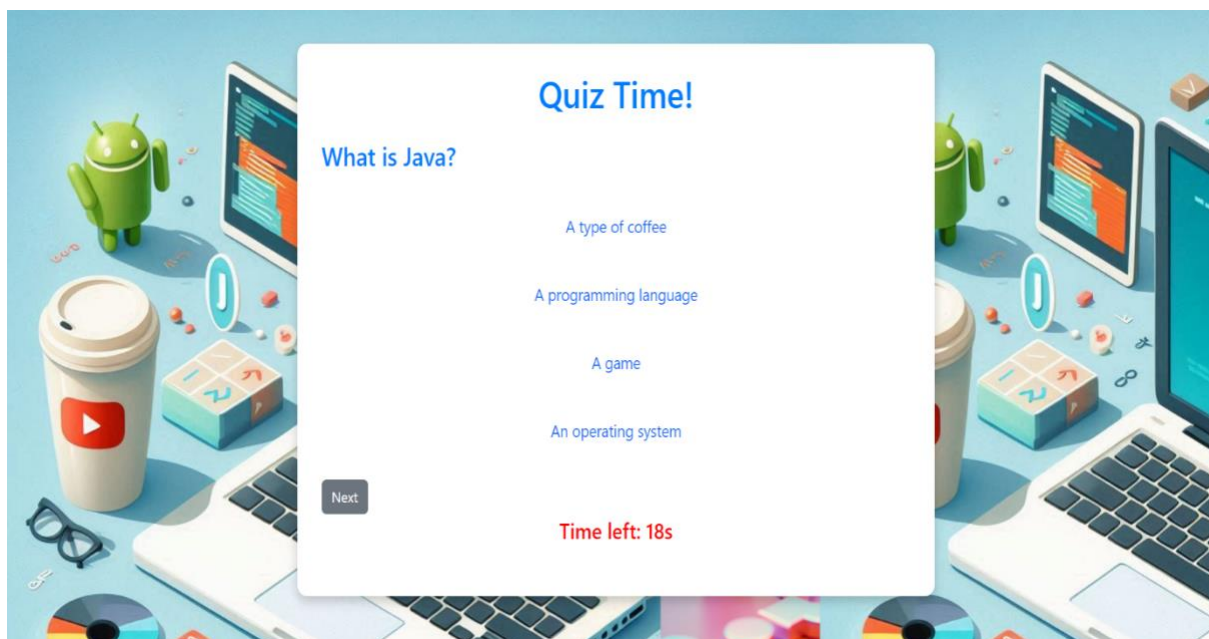 Quiz Time!
What is Java?
A type of coffee
A programming language
A game
An operating system
Next
Time left: 18s